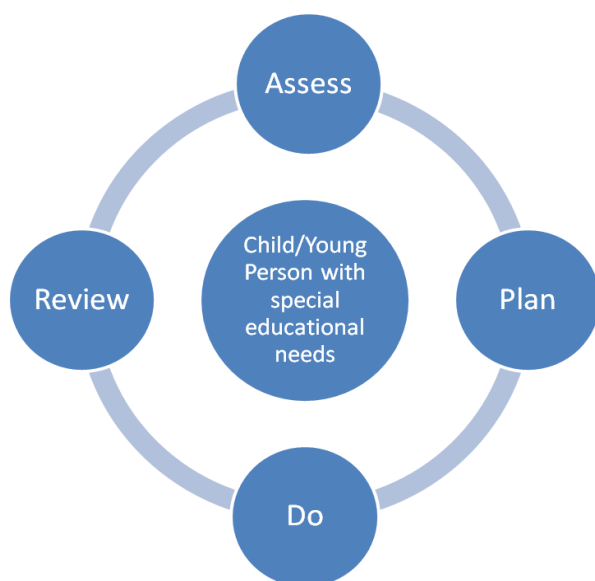 Assess
Child/Young
Person with
special
educational
needs
Review
Plan
Do